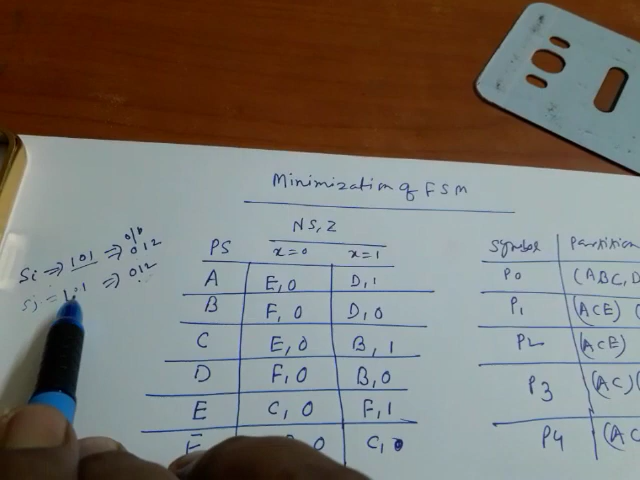 Minimization of FSM
NS, Z
PS x=0 x=1
A E, 0 D, 1
B F, 0 D, 0
C E, 0 B, 1
D F, 0 B, 0
E C, 0 F, 1
F 0 C, 0
Symbol Partition
P0 (ABC, D
P1 (ACE) (
P2 (ACE)
P3 (AC) (
P4 (AC
o/p
Si ⇒ 101 ⇒ 012
Sj = 101 ⇒ 012